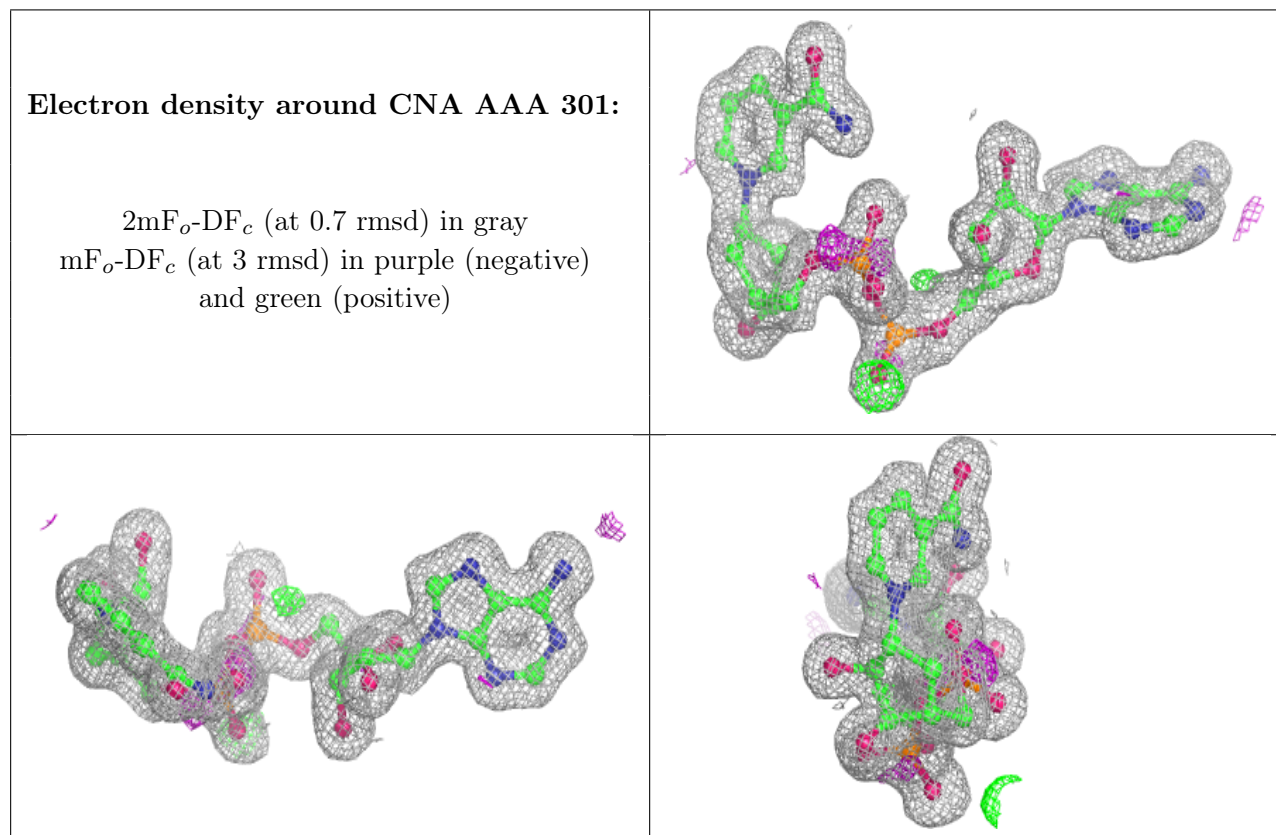 Electron density around CNA AAA 301:
2mFo-DFc (at 0.7 rmsd) in gray
mFo-DFc (at 3 rmsd) in purple (negative)
and green (positive)